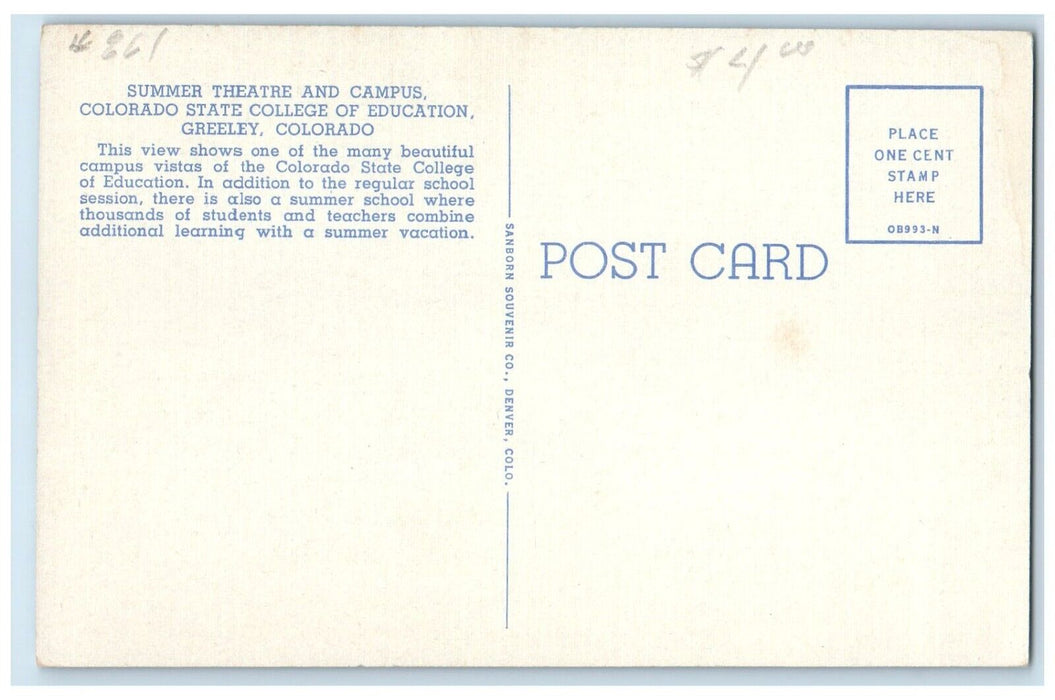 # 861
$4 00
SUMMER THEATRE AND CAMPUS,
COLORADO STATE COLLEGE OF EDUCATION,
GREELEY, COLORADO
This view shows one of the many beautiful
campus vistas of the Colorado State College
of Education. In addition to the regular school
session, there is also a summer school where
thousands of students and teachers combine
additional learning with a summer vacation.
SANBORN SOUVENIR CO., DENVER, COLO.
POST CARD
PLACE
ONE CENT
STAMP
HERE
OB993-N